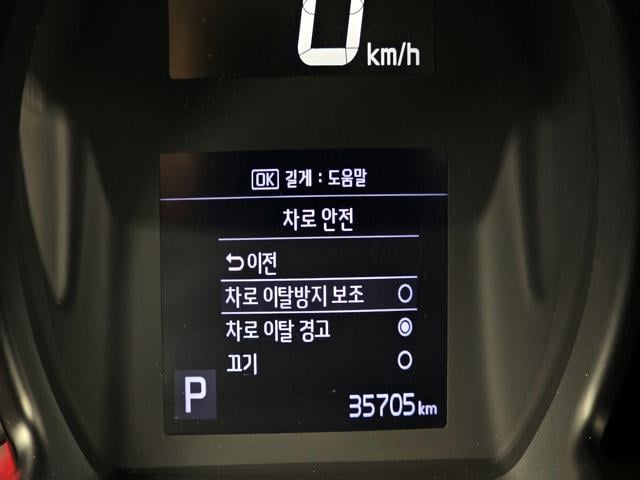 0 km/h
OK 길게 : 도움말
차로 안전
이전
차로 이탈방지 보조
차로 이탈 경고
끄기
P
35705 km